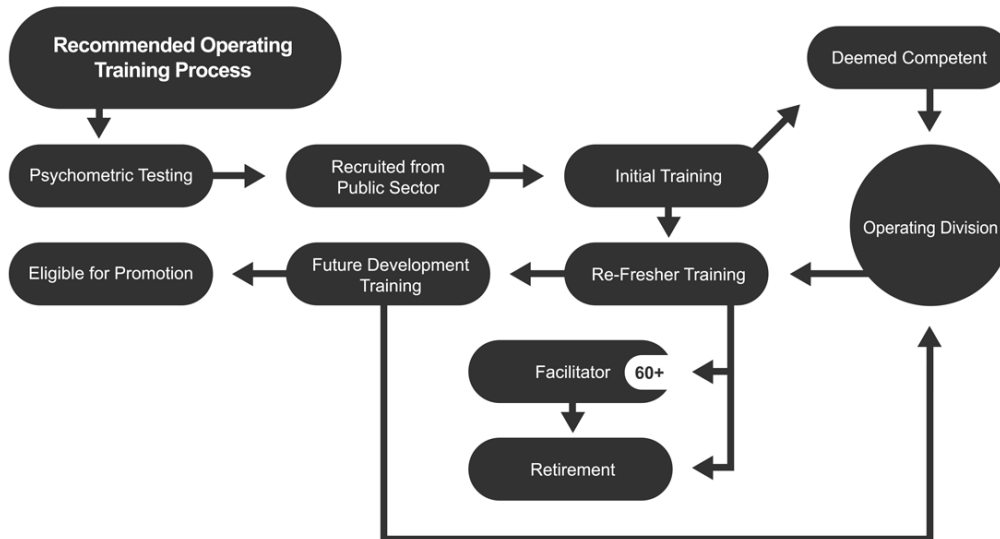 Recommended Operating
Training Process
Deemed Competent
Psychometric Testing
Recruited from
Public Sector
Initial Training
Operating Division
Eligible for Promotion
Future Development
Training
Re-Fresher Training
Facilitator
60+
Retirement